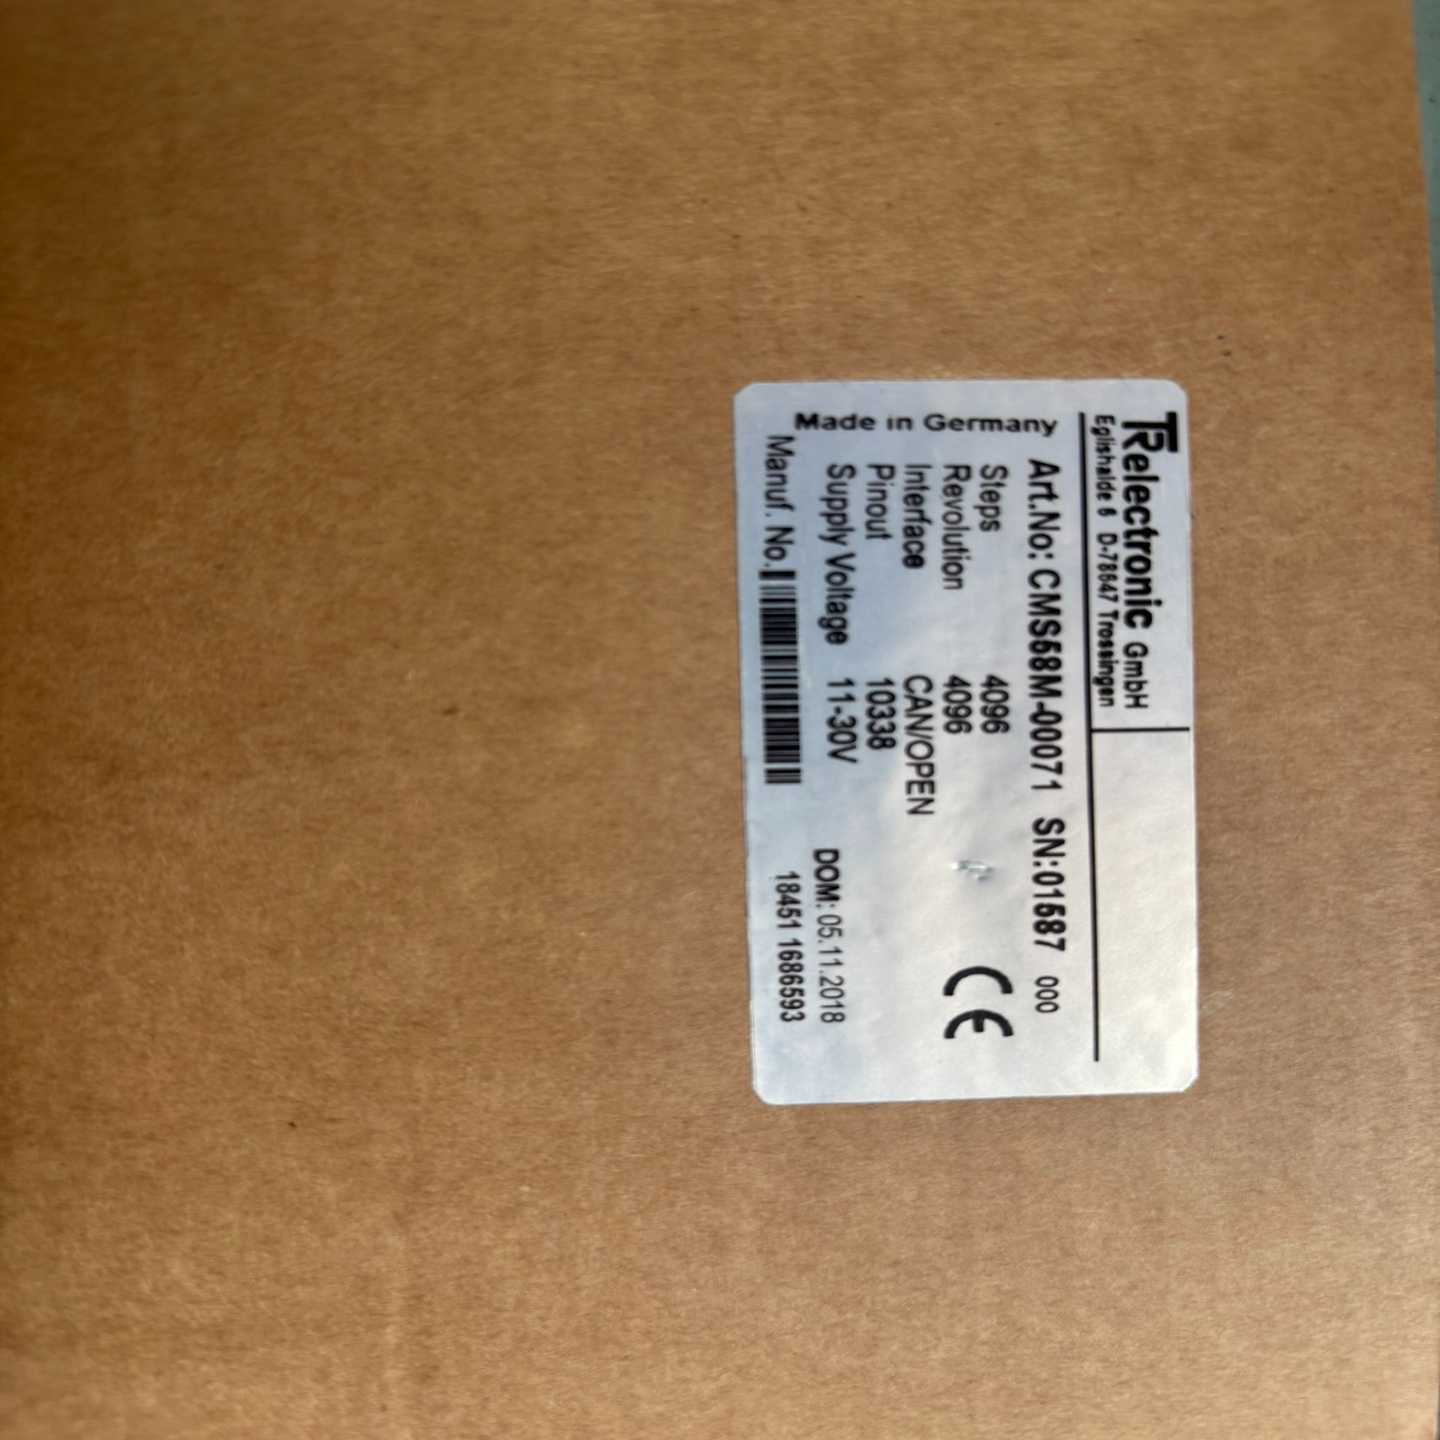 TRelectronic GmbH
Eglishalde 6 D-78647 Trossingen
Art.No: CMS58M-00071 SN:01587 000
Steps 4096
Revolution 4096
Interface CAN/OPEN
Pinout 10338
Supply Voltage 11-30V DOM: 05.11.2018
Manuf. No. 18451 1686593
Made in Germany
CE